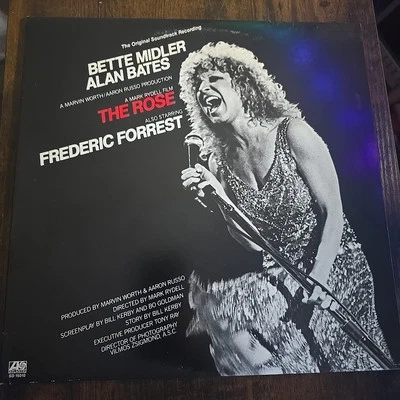 The Original Soundtrack Recording
BETTE MIDLER
ALAN BATES
A MARVIN WORTH/AARON RUSSO PRODUCTION
A MARK RYDELL FILM
THE ROSE
ALSO STARRING
FREDERIC FORREST
PRODUCED BY MARVIN WORTH & AARON RUSSO
DIRECTED BY MARK RYDELL
SCREENPLAY BY BILL KERBY AND BO GOLDMAN
STORY BY BILL KERBY
EXECUTIVE PRODUCER TONY RAY
DIRECTOR OF PHOTOGRAPHY
VILMOS ZSIGMOND, A.S.C.
SD 16010